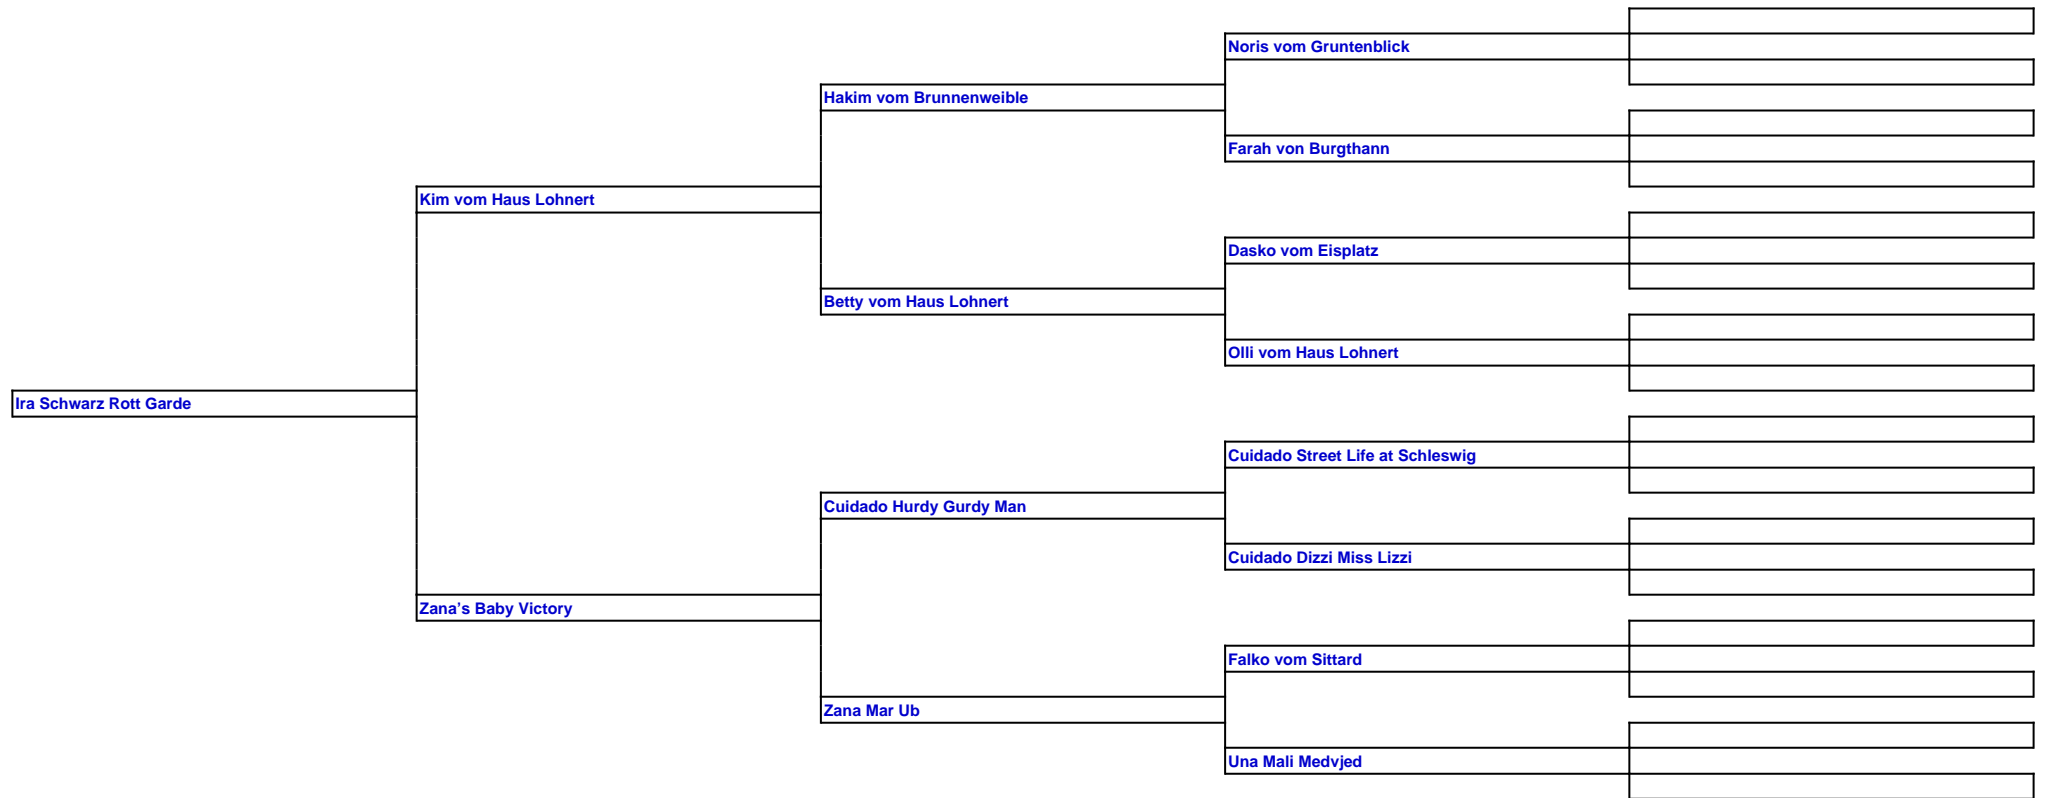 Noris vom Gruntenblick
Hakim vom Brunnenweible
Farah von Burgthann
Kim vom Haus Lohnert
Dasko vom Eisplatz
Betty vom Haus Lohnert
Olli vom Haus Lohnert
Ira Schwarz Rott Garde
Cuidado Street Life at Schleswig
Cuidado Hurdy Gurdy Man
Cuidado Dizzi Miss Lizzi
Zana’s Baby Victory
Falko vom Sittard
Zana Mar Ub
Una Mali Medvjed